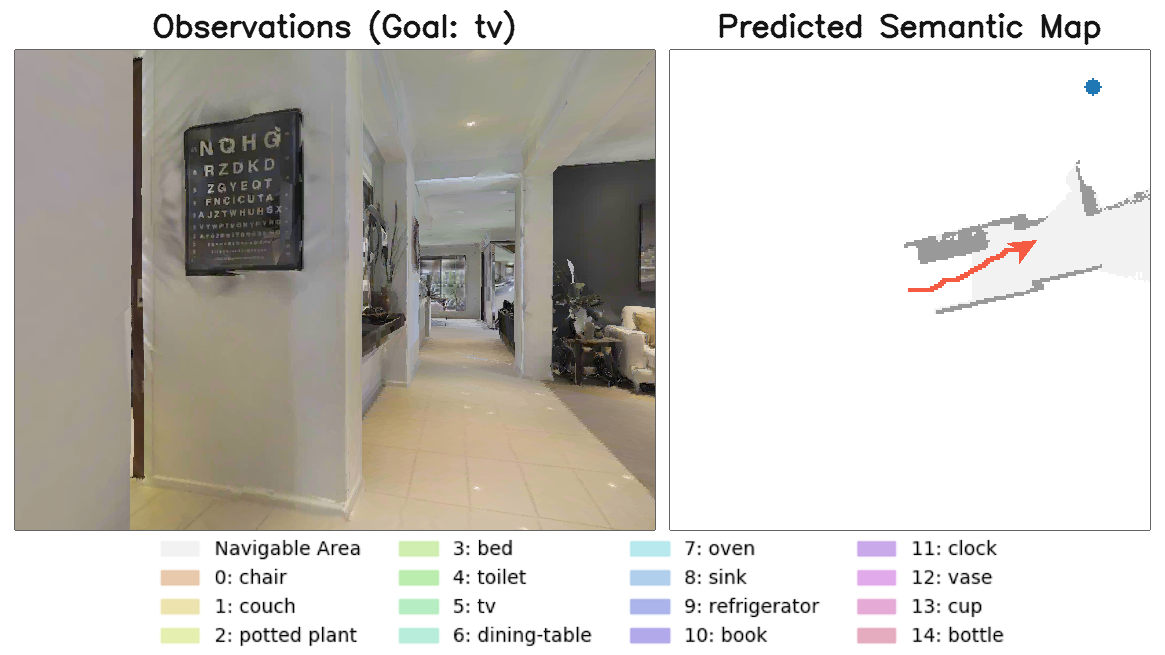 Observations (Goal: tv)
Predicted Semantic Map
NQHG
RZDKD
ZGYEOT
FNCICUTA
AJZTWHUHSX
Navigable Area
0: chair
1: couch
2: potted plant
3: bed
4: toilet
5: tv
6: dining-table
7: oven
8: sink
9: refrigerator
10: book
11: clock
12: vase
13: cup
14: bottle